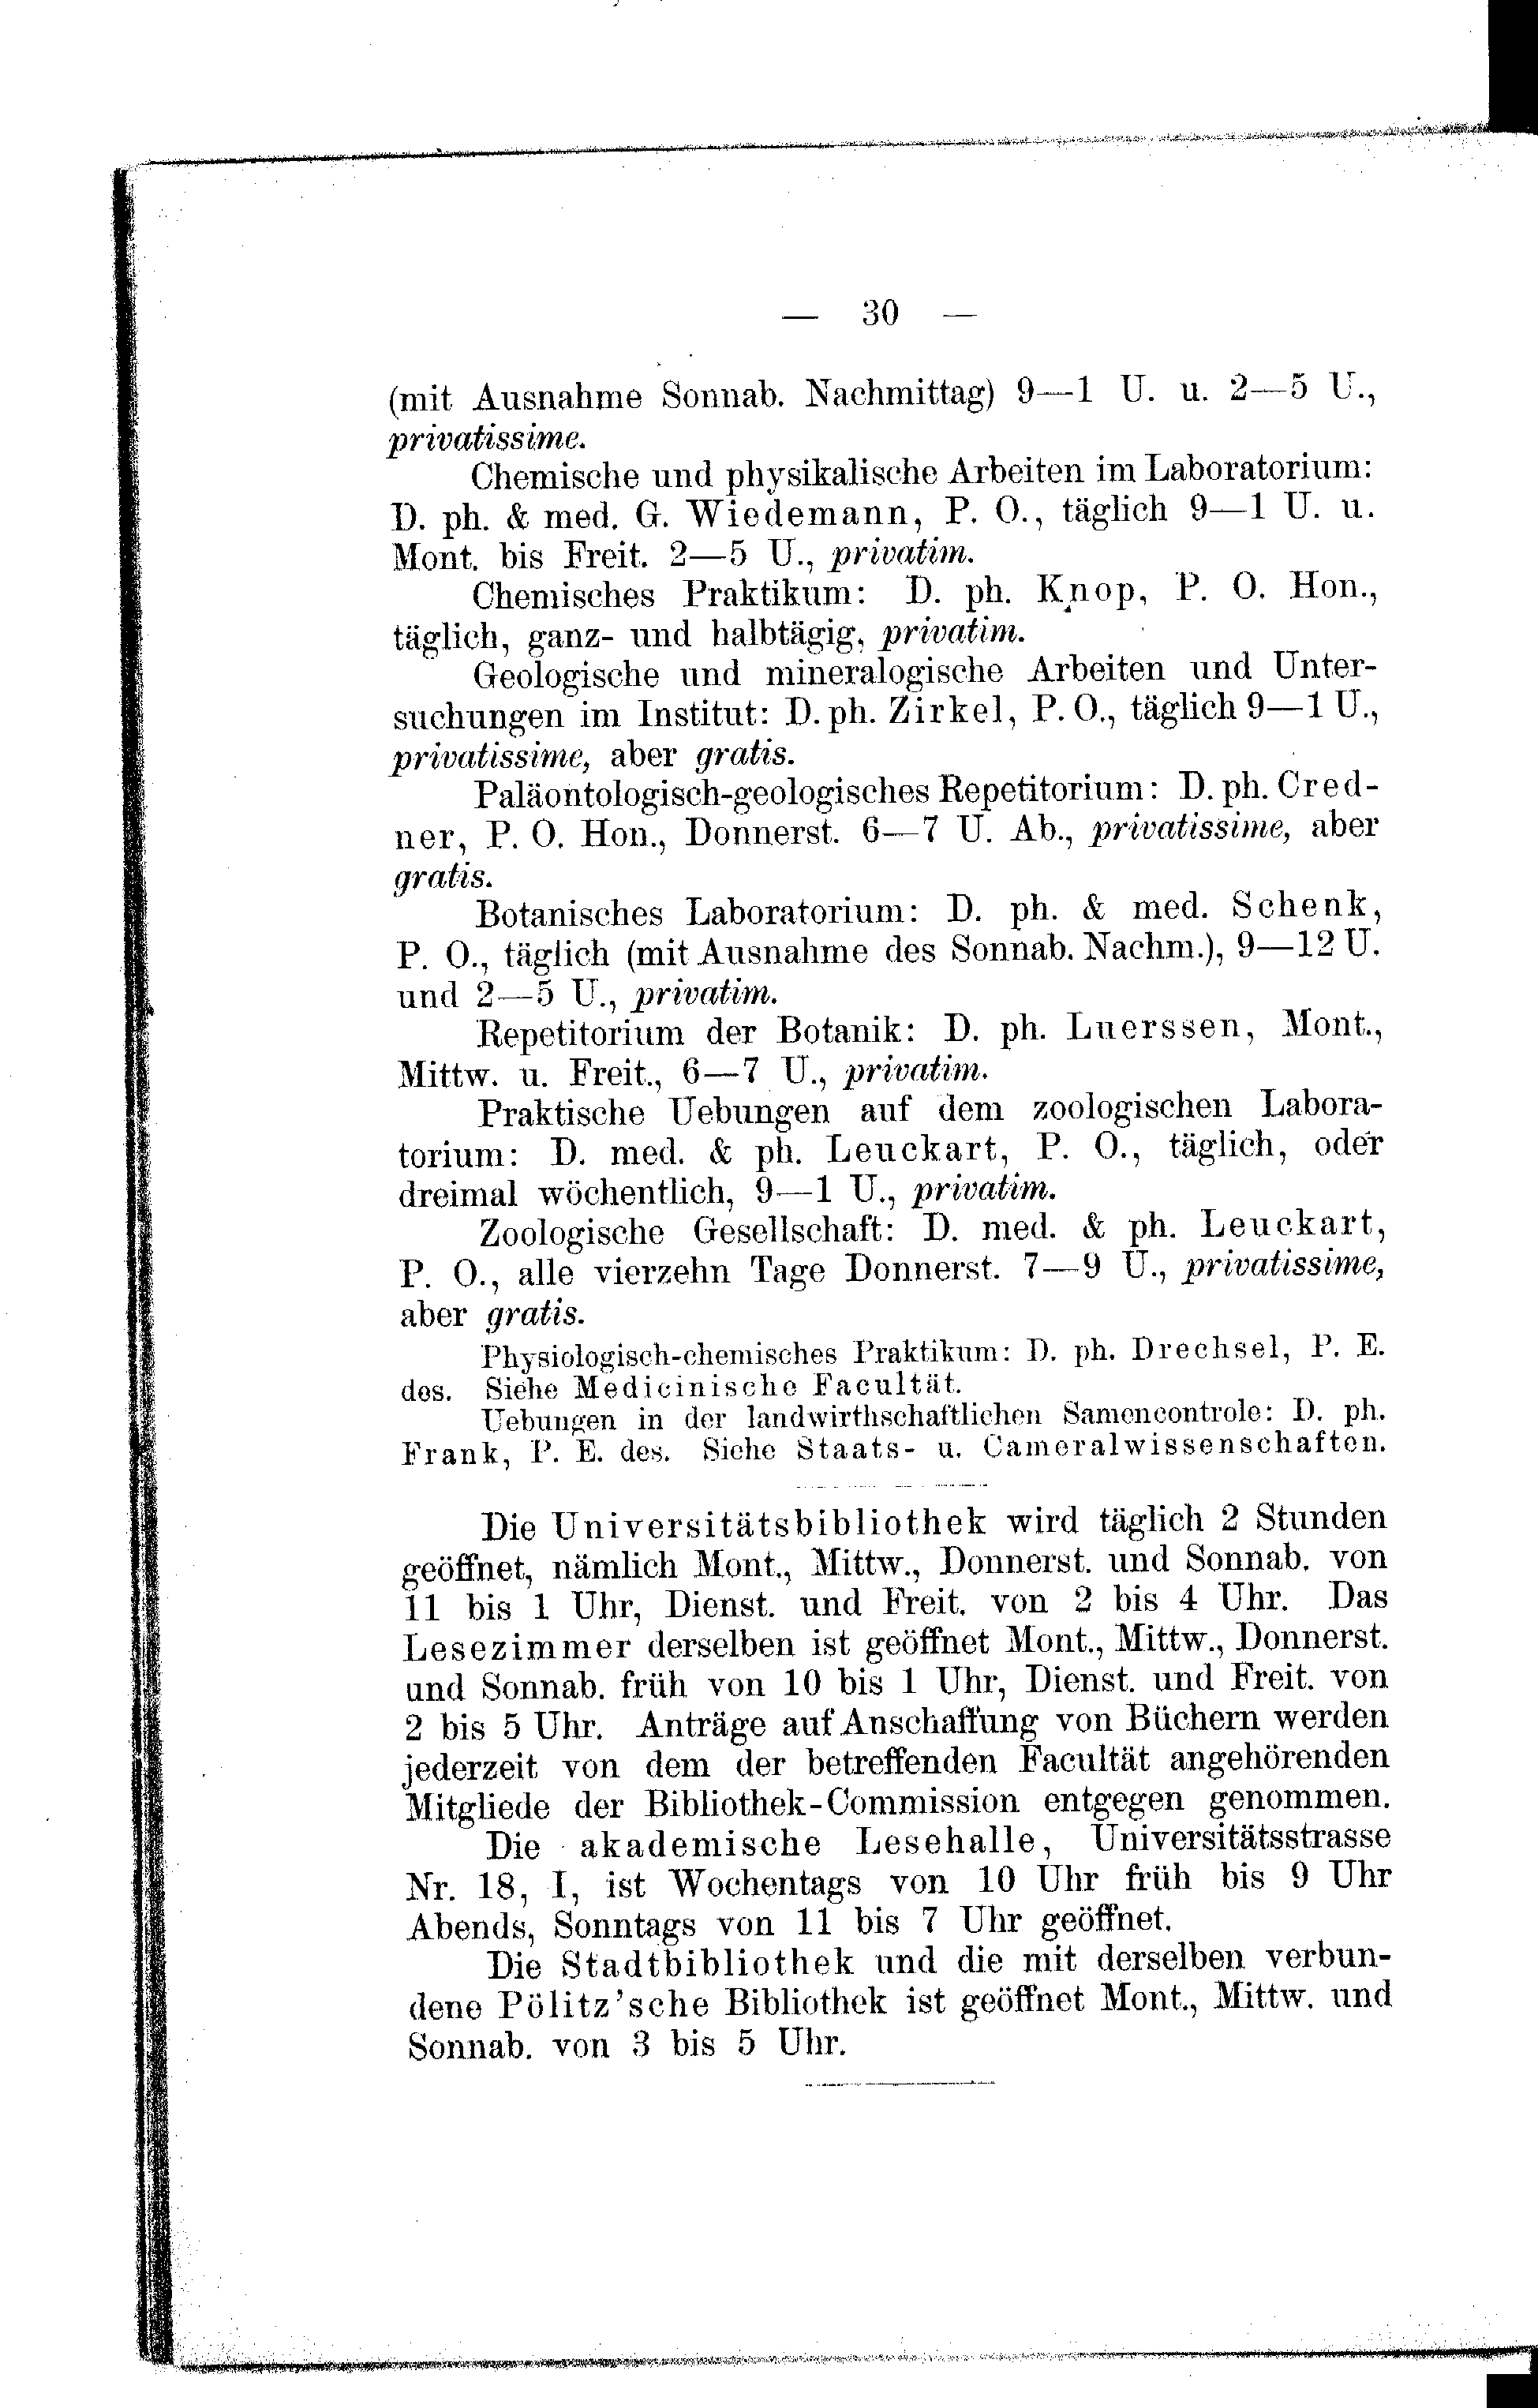 — 30 —
(mit Ausnahme Sonnab. Nachmittag) 9—1 U. u. 2—5 U.,
privatissime.
Chemische und physikalische Arbeiten im Laboratorium:
D. ph. & med. G. Wiedemann, P. O., täglich 9—1 U. u.
Mont. bis Freit. 2—5 U., privatim.
Chemisches Praktikum: D. ph. Knop, P. O. Hon.,
täglich, ganz- und halbtägig, privatim.
Geologische und mineralogische Arbeiten und Unter-
suchungen im Institut: D. ph. Zirkel, P. O., täglich 9—1 U.,
privatissime, aber gratis.
Paläontologisch-geologisches Repetitorium: D. ph. Cred-
ner, P. O. Hon., Donnerst. 6—7 U. Ab., privatissime, aber
gratis.
Botanisches Laboratorium: D. ph. & med. Schenk,
P. O., täglich (mit Ausnahme des Sonnab. Nachm.), 9—12 U.
und 2—5 U., privatim.
Repetitorium der Botanik: D. ph. Luerssen, Mont.,
Mittw. u. Freit., 6—7 U., privatim.
Praktische Uebungen auf dem zoologischen Labora-
torium: D. med. & ph. Leuckart, P. O., täglich, oder
dreimal wöchentlich, 9—1 U., privatim.
Zoologische Gesellschaft: D. med. & ph. Leuckart,
P. O., alle vierzehn Tage Donnerst. 7—9 U., privatissime,
aber gratis.
Physiologisch-chemisches Praktikum: D. ph. Drechsel, P. E.
des. Siehe Medicinische Facultät.
Uebungen in der landwirthschaftlichen Samencontrole: D. ph.
Frank, P. E. des. Siehe Staats- u. Cameralwissenschaften.
Die Universitätsbibliothek wird täglich 2 Stunden
geöffnet, nämlich Mont., Mittw., Donnerst. und Sonnab. von
11 bis 1 Uhr, Dienst. und Freit. von 2 bis 4 Uhr. Das
Lesezimmer derselben ist geöffnet Mont., Mittw., Donnerst.
und Sonnab. früh von 10 bis 1 Uhr, Dienst. und Freit. von
2 bis 5 Uhr. Anträge auf Anschaffung von Büchern werden
jederzeit von dem der betreffenden Facultät angehörenden
Mitgliede der Bibliothek-Commission entgegen genommen.
Die akademische Lesehalle, Universitätsstrasse
Nr. 18, I, ist Wochentags von 10 Uhr früh bis 9 Uhr
Abends, Sonntags von 11 bis 7 Uhr geöffnet.
Die Stadtbibliothek und die mit derselben verbun-
dene Pölitz'sche Bibliothek ist geöffnet Mont., Mittw. und
Sonnab. von 3 bis 5 Uhr.